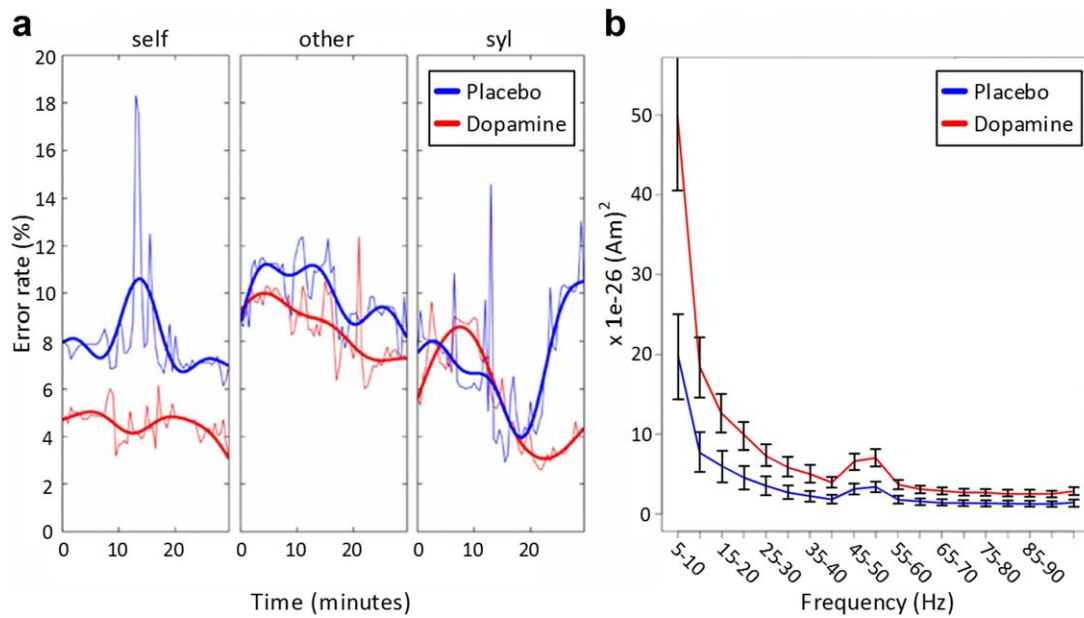 a
self
other
syl
Error rate (%)
20
18
16
14
12
10
8
6
4
2
0
Placebo
Dopamine
0 10 20
0 10 20
0 10 20
Time (minutes)
b
x 1e-26 (Am)²
50
40
30
20
10
0
Placebo
Dopamine
5-10 15-20 25-30 35-40 45-50 55-60 65-70 75-80 85-90
Frequency (Hz)